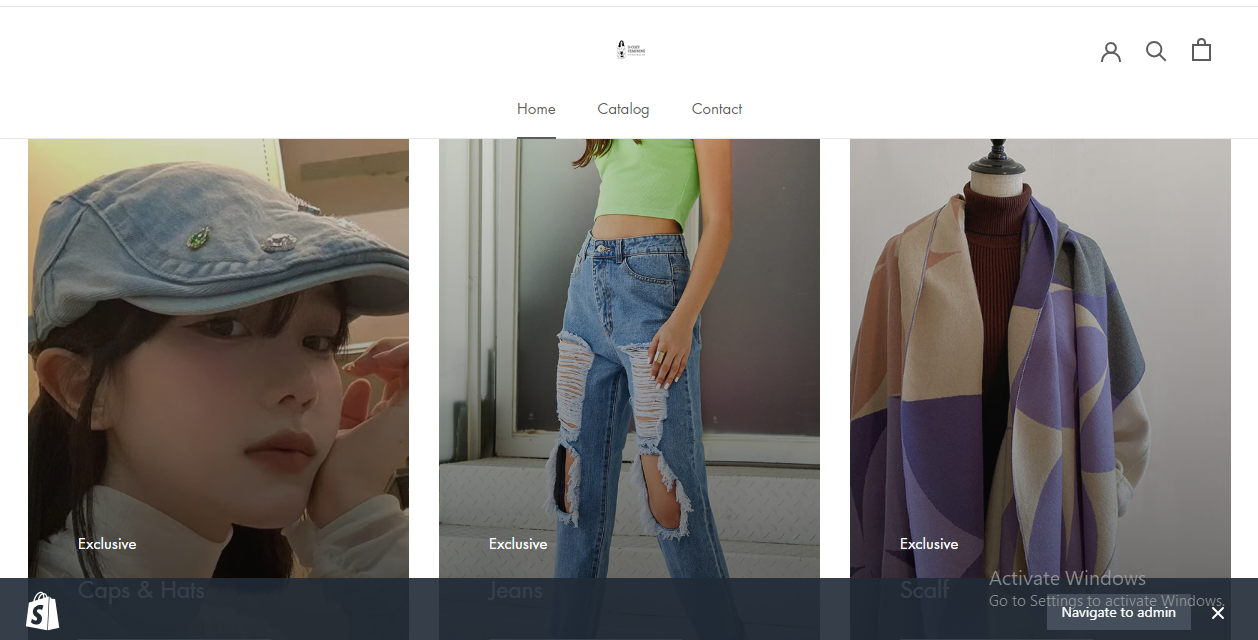 Home Catalog Contact
Exclusive Exclusive Exclusive
Caps & Hats Jeans Scalf
Activate Windows
Go to Settings to activate Windows.
Navigate to admin